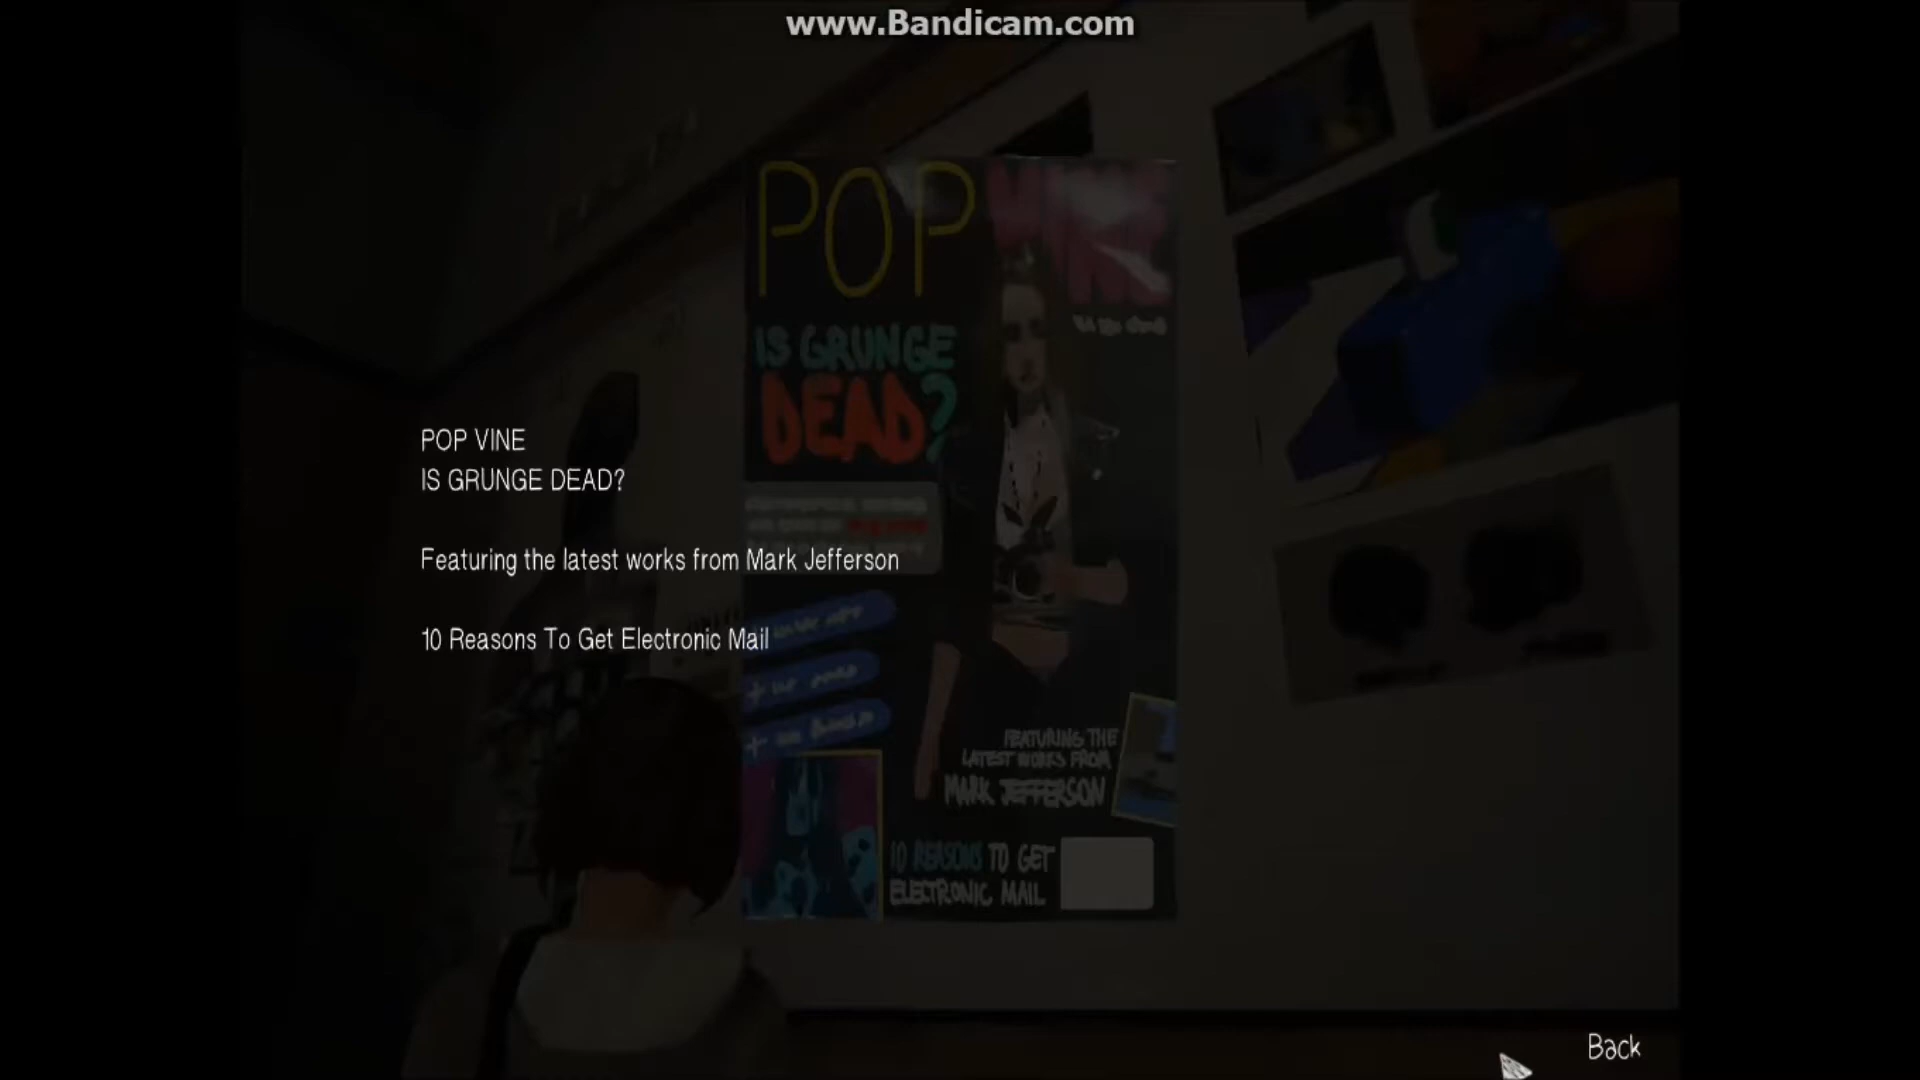 www.Bandicam.com
POP VINE
IS GRUNGE DEAD?
Featuring the latest works from Mark Jefferson
10 Reasons To Get Electronic Mail
POP
VINE
IS GRUNGE
DEAD?
FEATURING THE
LATEST WORKS FROM
MARK JEFFERSON
10 REASONS TO GET
ELECTRONIC MAIL
Back